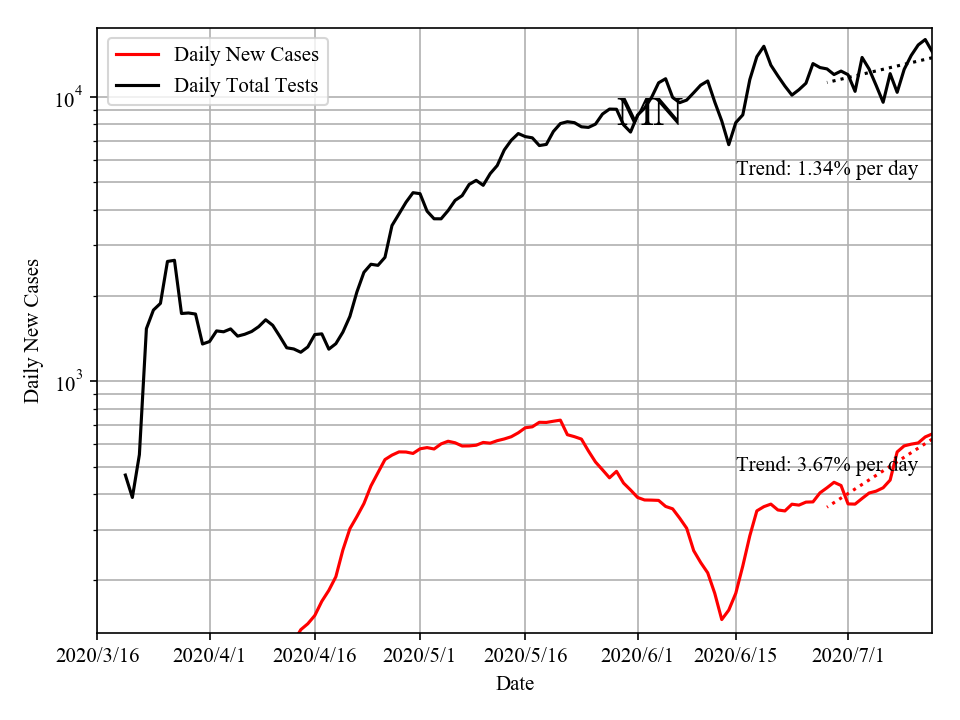 Daily New Cases
Daily Total Tests
10^4
MN
Trend: 1.34% per day
Daily New Cases
10^3
Trend: 3.67% per day
2020/3/16 2020/4/1 2020/4/16 2020/5/1 2020/5/16 2020/6/1 2020/6/15 2020/7/1
Date